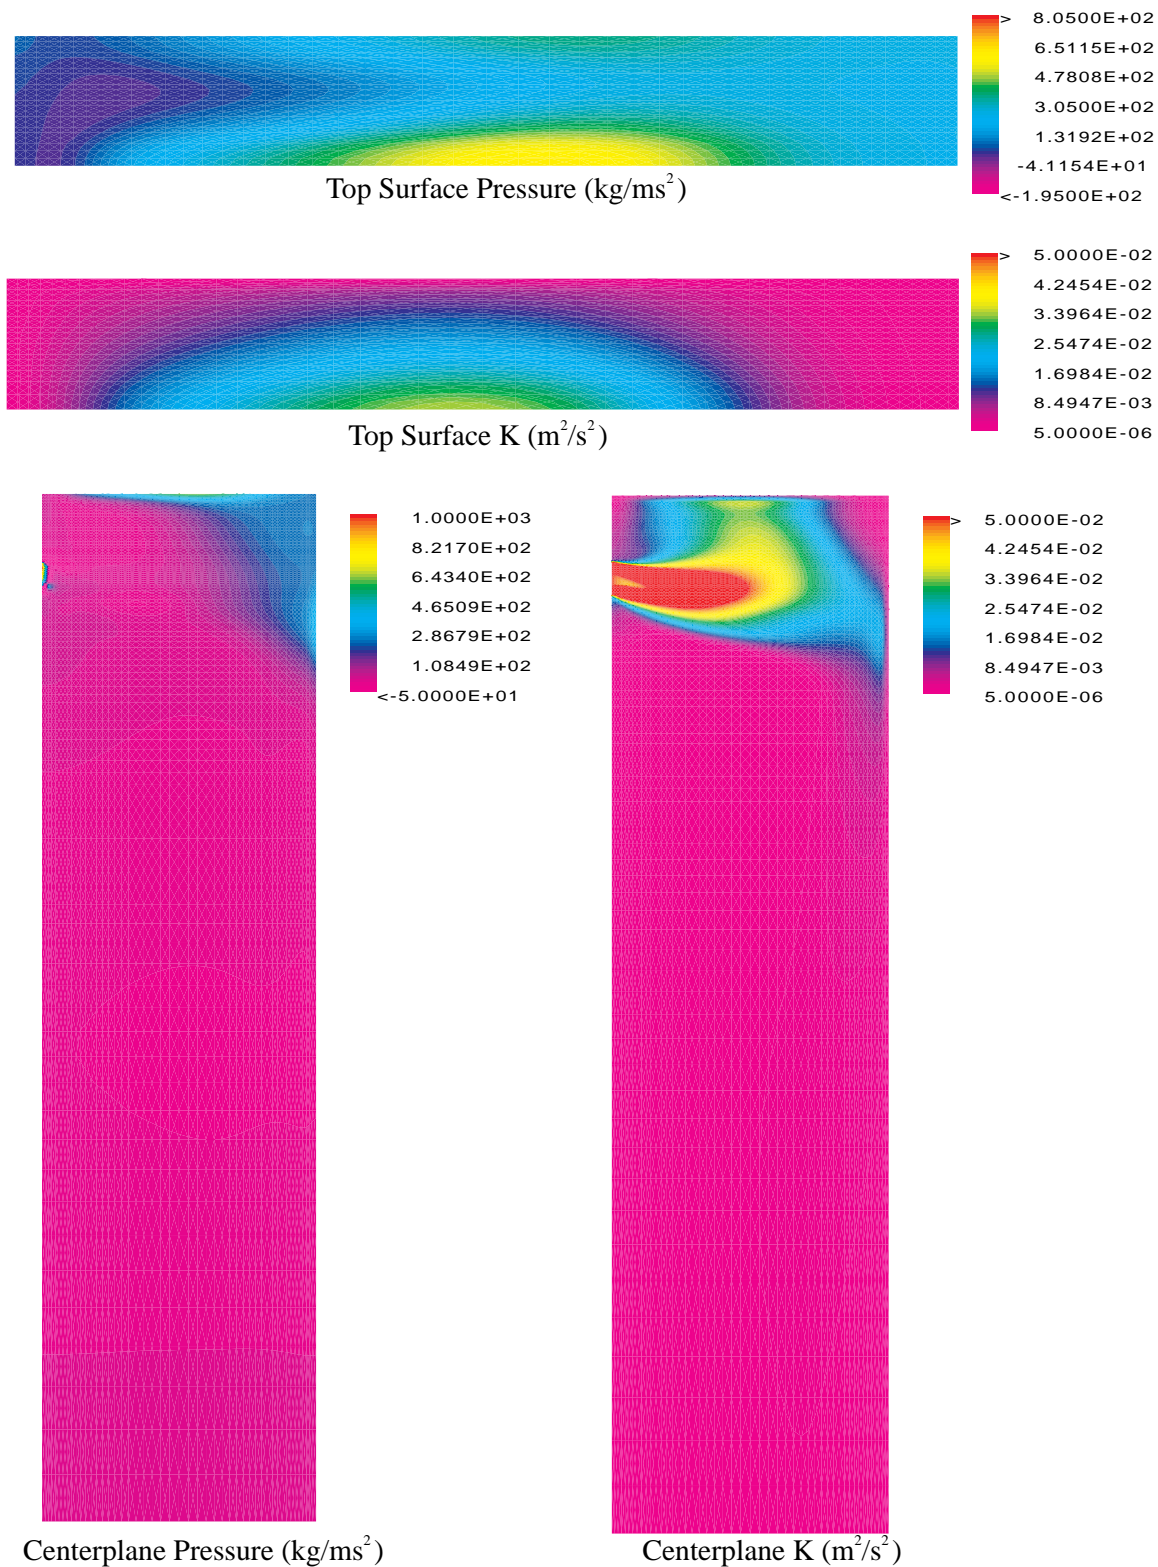 > 8.0500E+02
6.5115E+02
4.7808E+02
3.0500E+02
1.3192E+02
-4.1154E+01
<-1.9500E+02
Top Surface Pressure (kg/ms²)
> 5.0000E-02
4.2454E-02
3.3964E-02
2.5474E-02
1.6984E-02
8.4947E-03
5.0000E-06
Top Surface K (m²/s²)
1.0000E+03
8.2170E+02
6.4340E+02
4.6509E+02
2.8679E+02
1.0849E+02
<-5.0000E+01
> 5.0000E-02
4.2454E-02
3.3964E-02
2.5474E-02
1.6984E-02
8.4947E-03
5.0000E-06
Centerplane Pressure (kg/ms²)
Centerplane K (m²/s²)